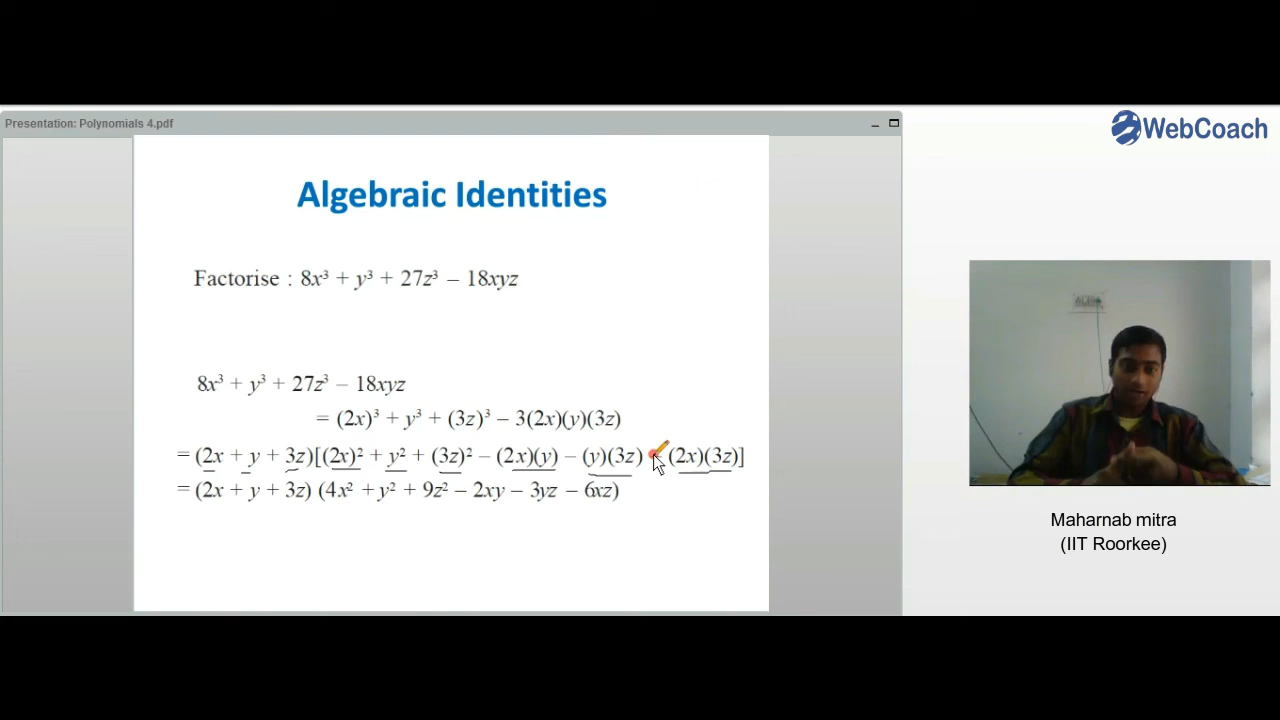 Presentation: Polynomials 4.pdf
WebCoach
Algebraic Identities
Factorise : 8x³ + y³ + 27z³ – 18xyz
8x³ + y³ + 27z³ – 18xyz
= (2x)³ + y³ + (3z)³ – 3(2x)(y)(3z)
= (2x + y + 3z)[(2x)² + y² + (3z)² – (2x)(y) – (y)(3z) – (2x)(3z)]
= (2x + y + 3z) (4x² + y² + 9z² – 2xy – 3yz – 6xz)
Maharnab mitra
(IIT Roorkee)